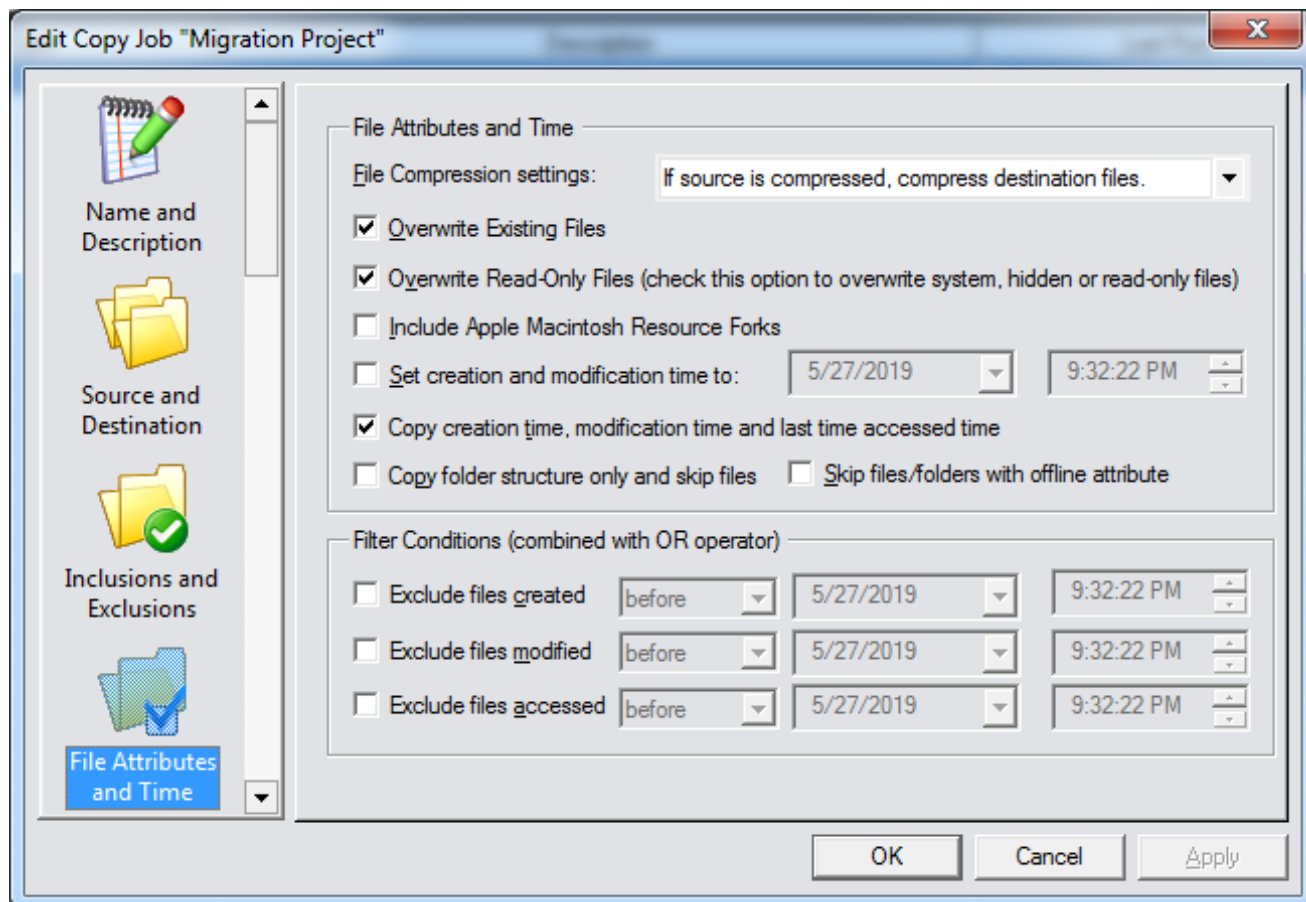 Edit Copy Job "Migration Project"
Name and
Description
Source and
Destination
Inclusions and
Exclusions
File Attributes
and Time
File Attributes and Time
File Compression settings: If source is compressed, compress destination files.
Overwrite Existing Files
Overwrite Read-Only Files (check this option to overwrite system, hidden or read-only files)
Include Apple Macintosh Resource Forks
Set creation and modification time to: 5/27/2019 9:32:22 PM
Copy creation time, modification time and last time accessed time
Copy folder structure only and skip files Skip files/folders with offline attribute
Filter Conditions (combined with OR operator)
Exclude files created before 5/27/2019 9:32:22 PM
Exclude files modified before 5/27/2019 9:32:22 PM
Exclude files accessed before 5/27/2019 9:32:22 PM
OK Cancel Apply